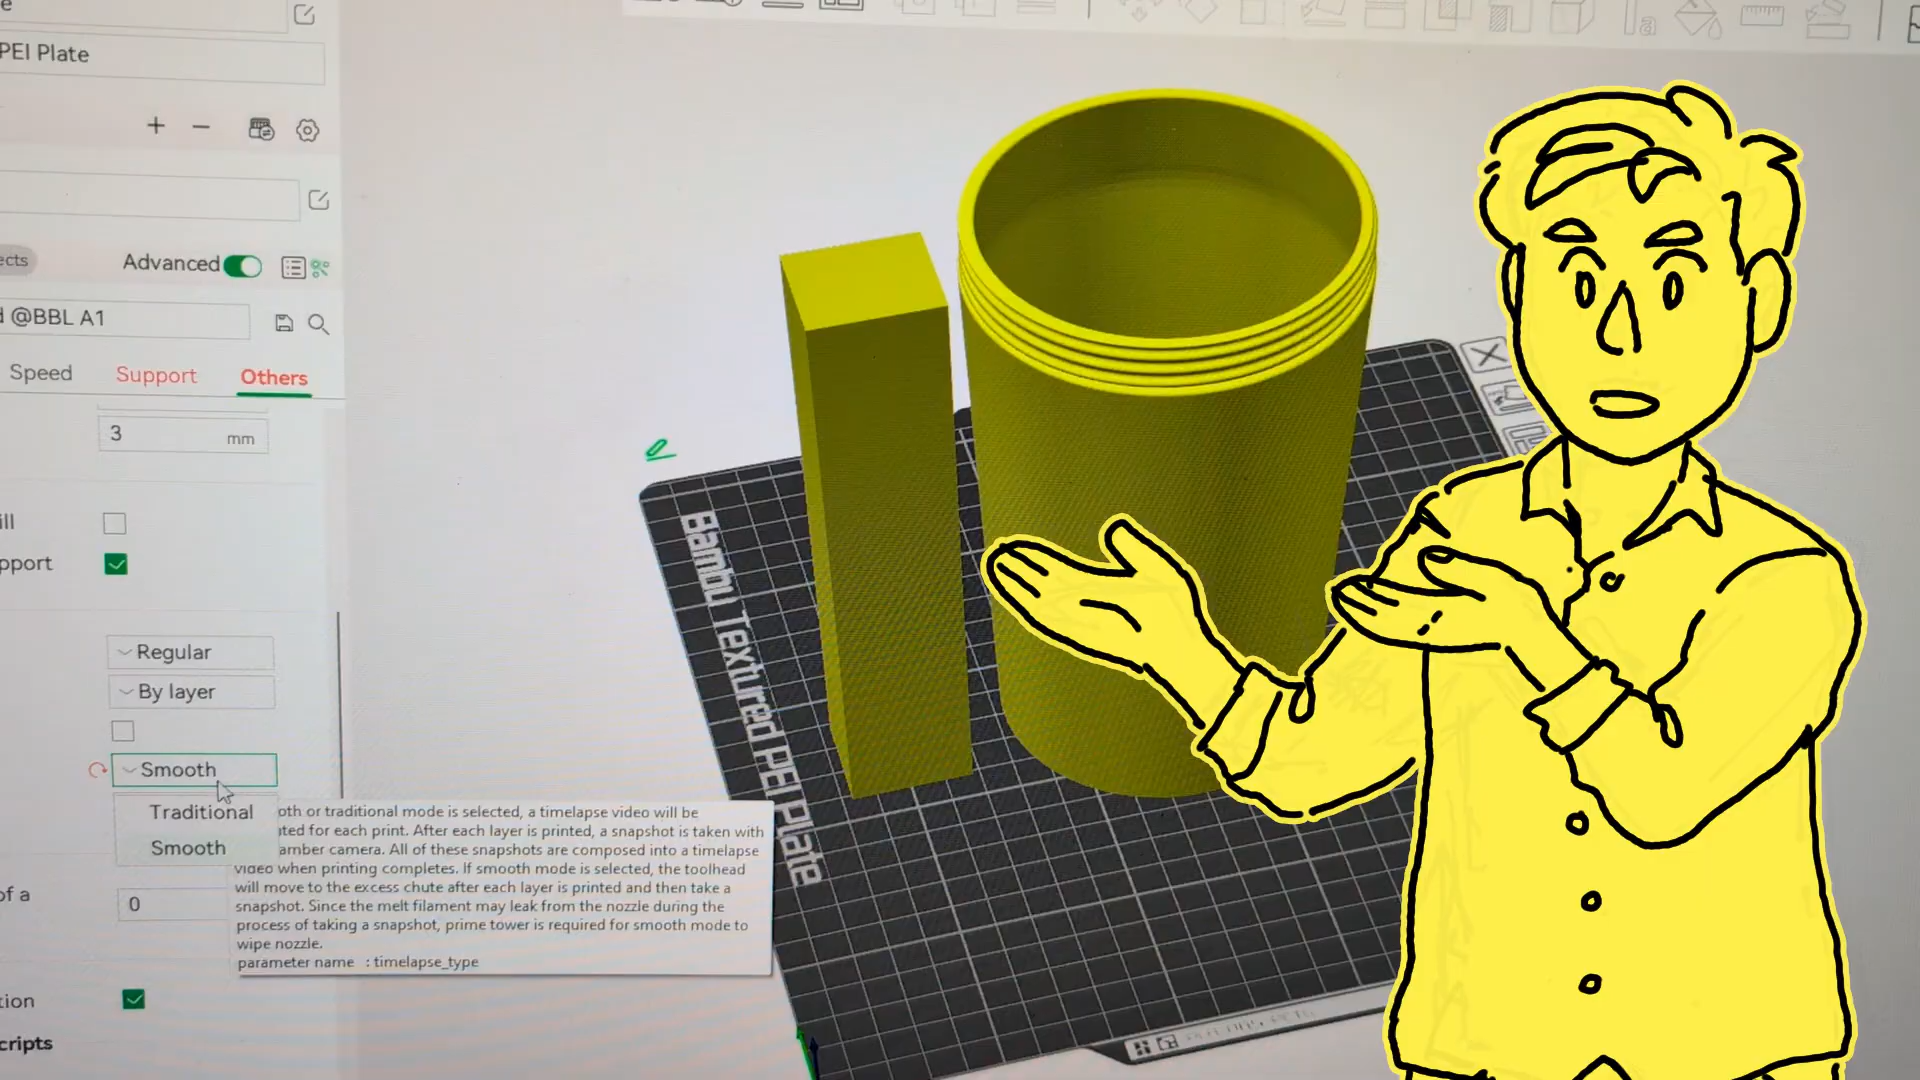 PEI Plate
Advanced
@BBL A1
Speed
Support
Others
3
mm
Regular
By layer
Smooth
Traditional
Smooth
oth or traditional mode is selected, a timelapse video will be
ted for each print. After each layer is printed, a snapshot is taken with
amber camera. All of these snapshots are composed into a timelapse
video when printing completes. If smooth mode is selected, the toolhead
will move to the excess chute after each layer is printed and then take a
snapshot. Since the melt filament may leak from the nozzle during the
process of taking a snapshot, prime tower is required for smooth mode to
wipe nozzle.
parameter name : timelapse_type
of a
0
Bambu Textured PEI Plate